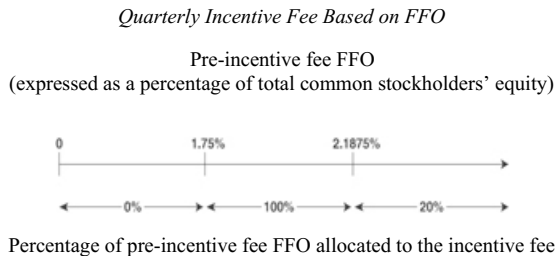 Quarterly Incentive Fee Based on FFO
Pre-incentive fee FFO
(expressed as a percentage of total common stockholders’ equity)
0 1.75% 2.1875%
0% 100% 20%
Percentage of pre-incentive fee FFO allocated to the incentive fee